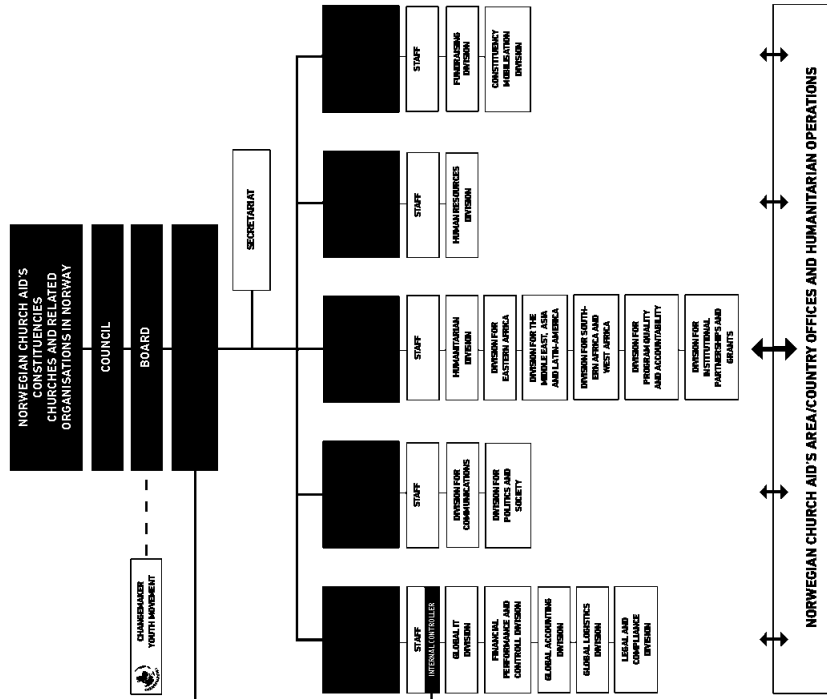 NORWEGIAN CHURCH AID'S
CONSTITUENCIES
CHURCHES AND RELATED
ORGANISATIONS IN NORWAY
COUNCIL
BOARD
CHANGEMAKER
YOUTH MOVEMENT
SECRETARIAT
STAFF
INTERNAL CONTROLLER
GLOBAL IT
DIVISION
FINANCIAL
PERFORMANCE AND
CONTROLL DIVISION
GLOBAL ACCOUNTING
DIVISION
GLOBAL LOGISTICS
DIVISION
LEGAL AND
COMPLIANCE
DIVISION
STAFF
DIVISION FOR
COMMUNICATIONS
DIVISION FOR
POLITICS AND
SOCIETY
STAFF
HUMANITARIAN
DIVISION
DIVISION FOR
EASTERN AFRICA
DIVISION FOR THE
MIDDLE EAST, ASIA
AND LATIN-AMERICA
DIVISION FOR SOUTH-
ERN AFRICA AND
WEST AFRICA
DIVISION FOR
PROGRAM QUALITY
AND ACCOUNTABILITY
DIVISION FOR
INSTITUTIONAL
PARTNERSHIPS AND
GRANTS
STAFF
HUMAN RESOURCES
DIVISION
STAFF
FUNDRAISING
DIVISION
CONSTITUENCY
MOBILISATION
DIVISION
NORWEGIAN CHURCH AID'S AREA/COUNTRY OFFICES AND HUMANITARIAN OPERATIONS